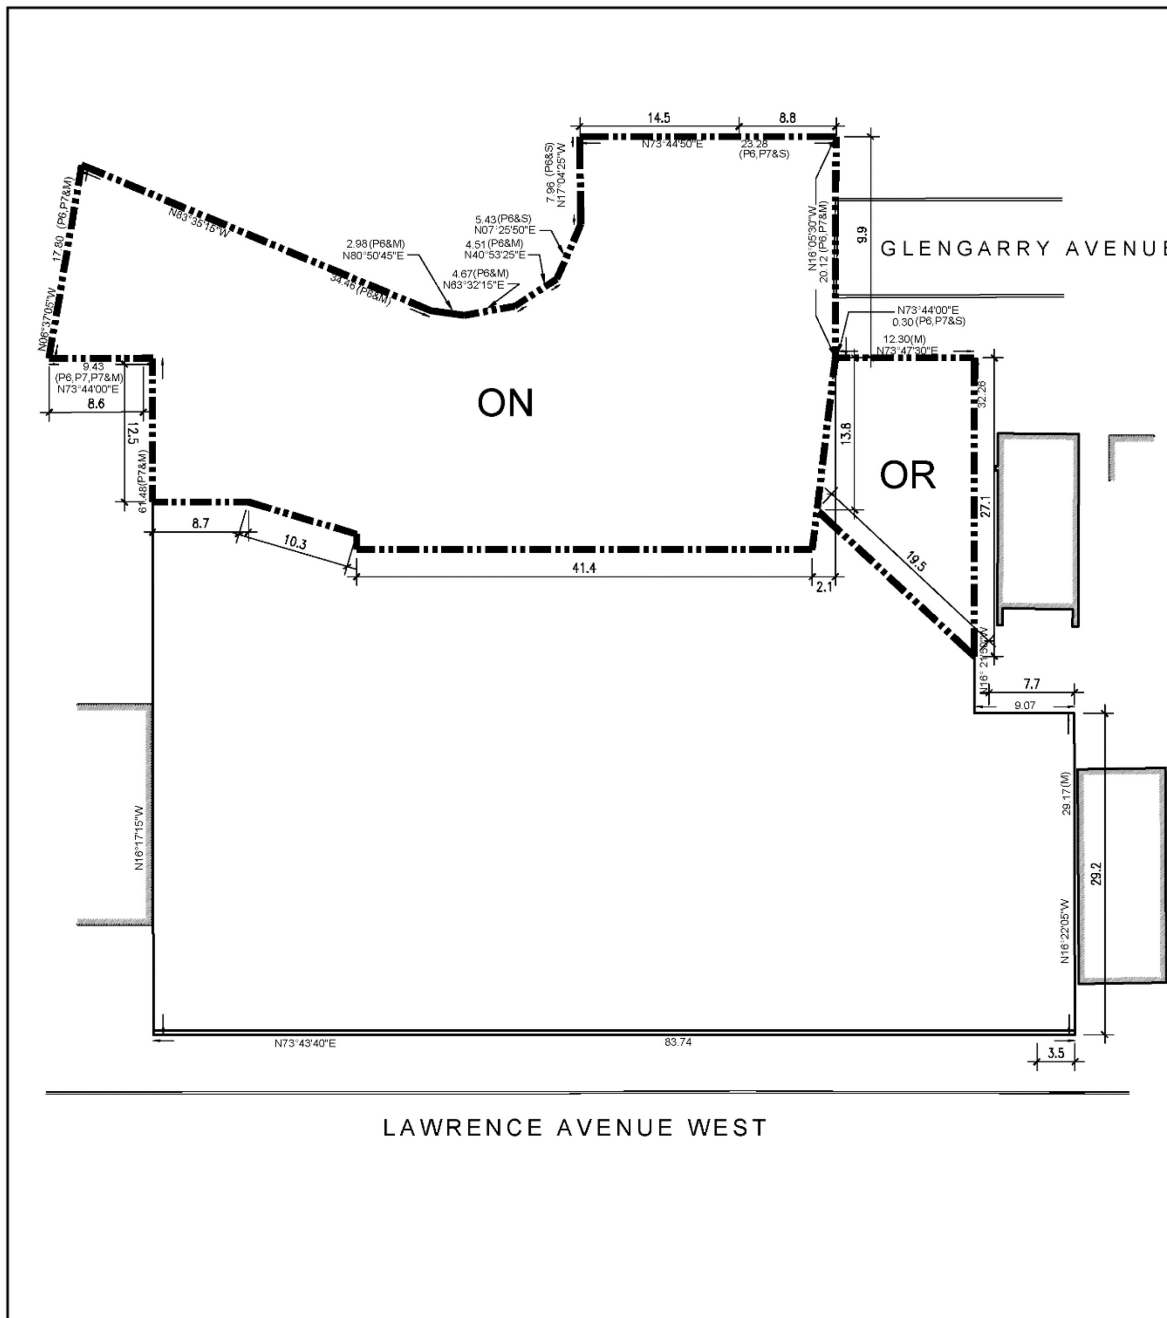 14.5
8.8
N73°44'50"E
23.28
(P6,P7&S)
7.96 (P6&S)
N17°04'25"W
17.80 (P6,P7&M)
N06°37'05"W
N63°35'15"W
34.46(P6&M)
5.43(P6&S)
N07°25'50"E
2.98(P6&M)
N80°50'45"E
4.51(P6&M)
N40°53'25"E
4.67(P6&M)
N63°32'15"E
N16°05'30"W
20.12 (P6,P7&M)
9.9
GLENGARRY AVENUE
N73°44'00"E
0.30(P6,P7&S)
12.30(M)
N73°47'30"E
9.43
(P6,P7,P7&M)
N73°44'00"E
8.6
12.5
61.48(P7&M)
ON
13.8
OR
32.26
27.1
8.7
10.3
41.4
2.1
19.5
N16°21'50"W
7.7
9.07
N16°17'15"W
29.17(M)
29.2
N16°22'05"W
N73°43'40"E
83.74
3.5
LAWRENCE AVENUE WEST